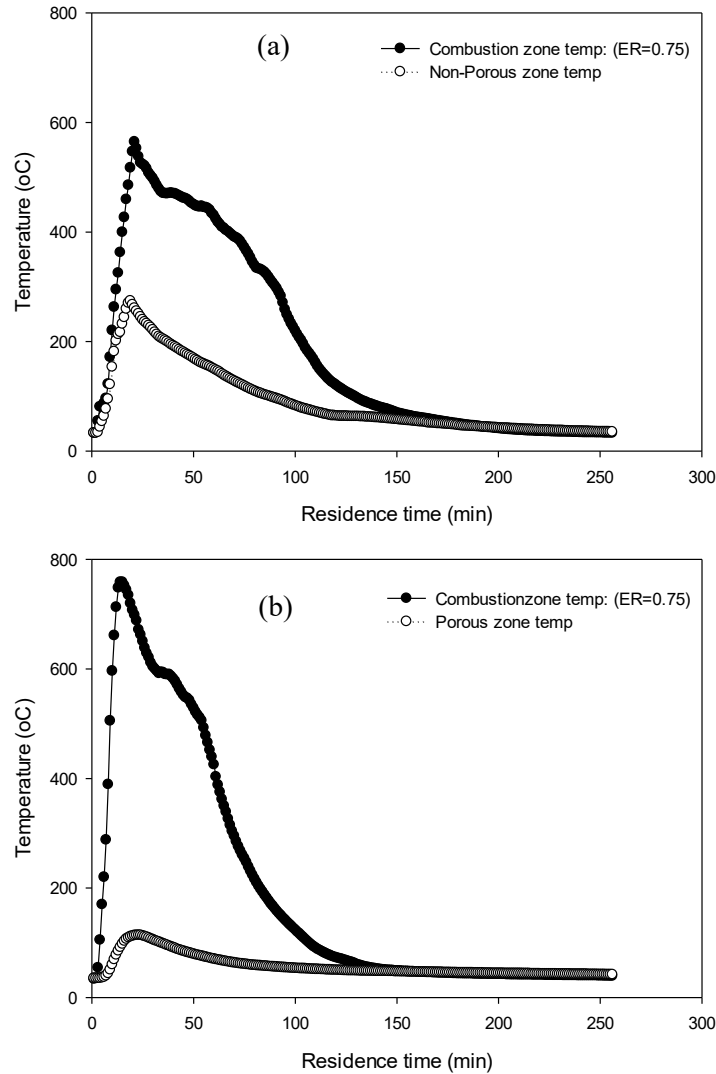 (a)
Combustion zone temp: (ER=0.75)
Non-Porous zone temp
Temperature (oC)
800
600
400
200
0
0 50 100 150 200 250 300
Residence time (min)
(b)
Combustionzone temp: (ER=0.75)
Porous zone temp
Temperature (oC)
800
600
400
200
0
0 50 100 150 200 250 300
Residence time (min)